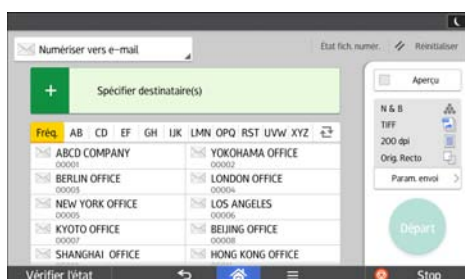 Numériser vers e-mail
État fich. numér.
Réinitialiser
+ Spécifier destinataire(s)
Aperçu
Fréq. AB CD EF GH IJK LMN OPQ RST UVW XYZ
N & B
TIFF
200 dpi
Orig. Recto
Param. envoi >
Départ
ABCD COMPANY
00001
YOKOHAMA OFFICE
00002
BERLIN OFFICE
00003
LONDON OFFICE
00004
NEW YORK OFFICE
00005
LOS ANGELES
00006
KYOTO OFFICE
00007
BEIJING OFFICE
00008
SHANGHAI OFFICE
HONG KONG OFFICE
Vérifier l'état
Stop